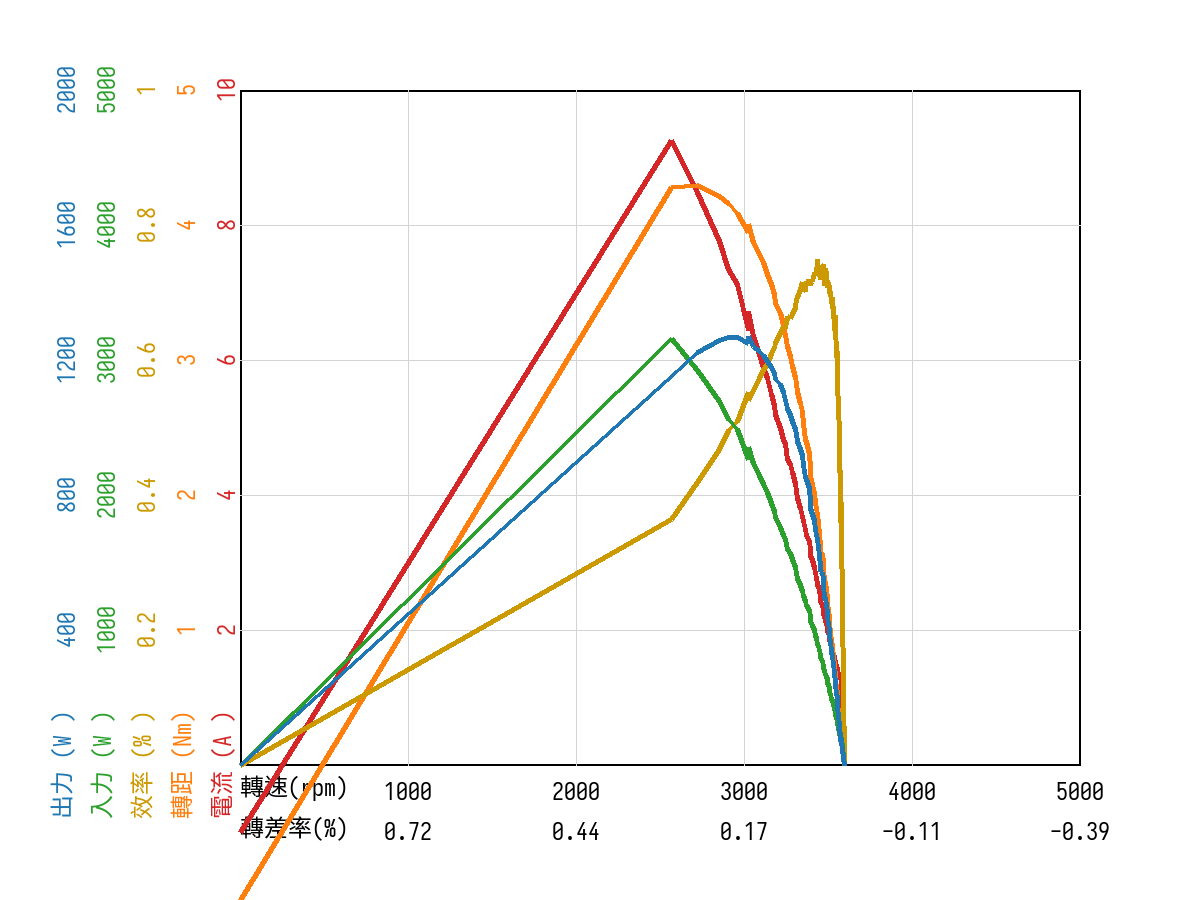 2000 1600 1200 800 400 出力 (W )
5000 4000 3000 2000 1000 入力 (W )
1 0.8 0.6 0.4 0.2 效率 (% )
5 4 3 2 1 轉距 (Nm)
10 8 6 4 2 電流 (A )
轉速(rpm) 1000 2000 3000 4000 5000
轉差率(%) 0.72 0.44 0.17 -0.11 -0.39